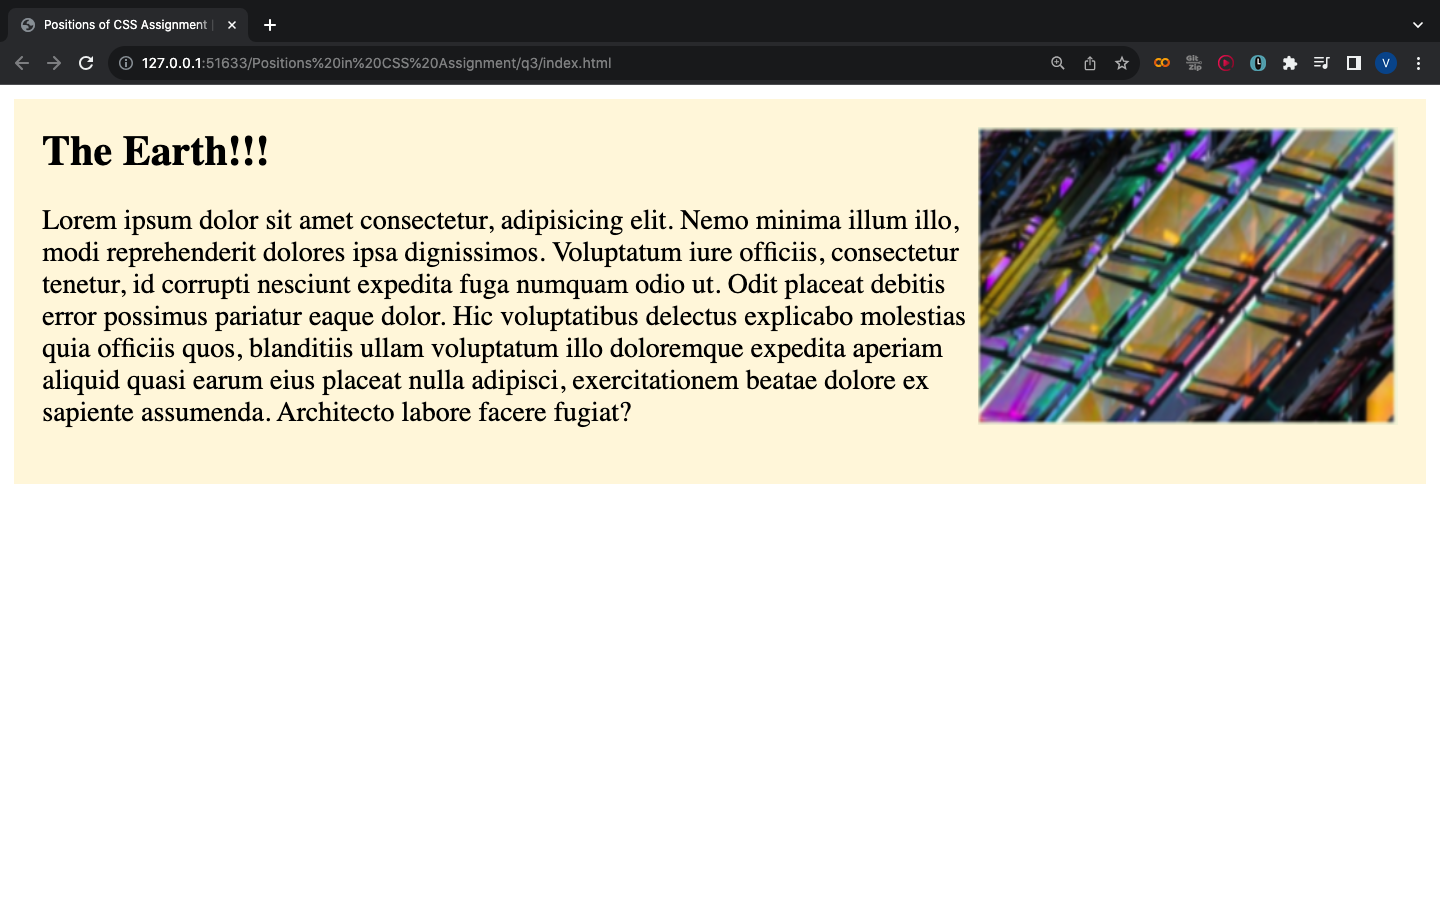 Positions of CSS Assignment |
127.0.0.1:51633/Positions%20in%20CSS%20Assignment/q3/index.html
Git
Zip
V
The Earth!!!
Lorem ipsum dolor sit amet consectetur, adipisicing elit. Nemo minima illum illo,
modi reprehenderit dolores ipsa dignissimos. Voluptatum iure officiis, consectetur
tenetur, id corrupti nesciunt expedita fuga numquam odio ut. Odit placeat debitis
error possimus pariatur eaque dolor. Hic voluptatibus delectus explicabo molestias
quia officiis quos, blanditiis ullam voluptatum illo doloremque expedita aperiam
aliquid quasi earum eius placeat nulla adipisci, exercitationem beatae dolore ex
sapiente assumenda. Architecto labore facere fugiat?